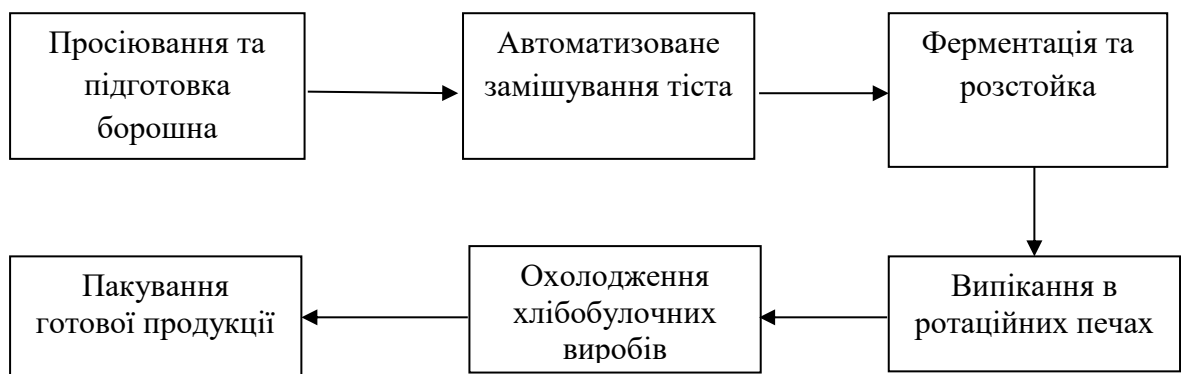 Просіювання та
підготовка
борошна
Автоматизоване
замішування тіста
Ферментація та
розстойка
Випікання в
ротаційних печах
Охолодження
хлібобулочних
виробів
Пакування
готової продукції